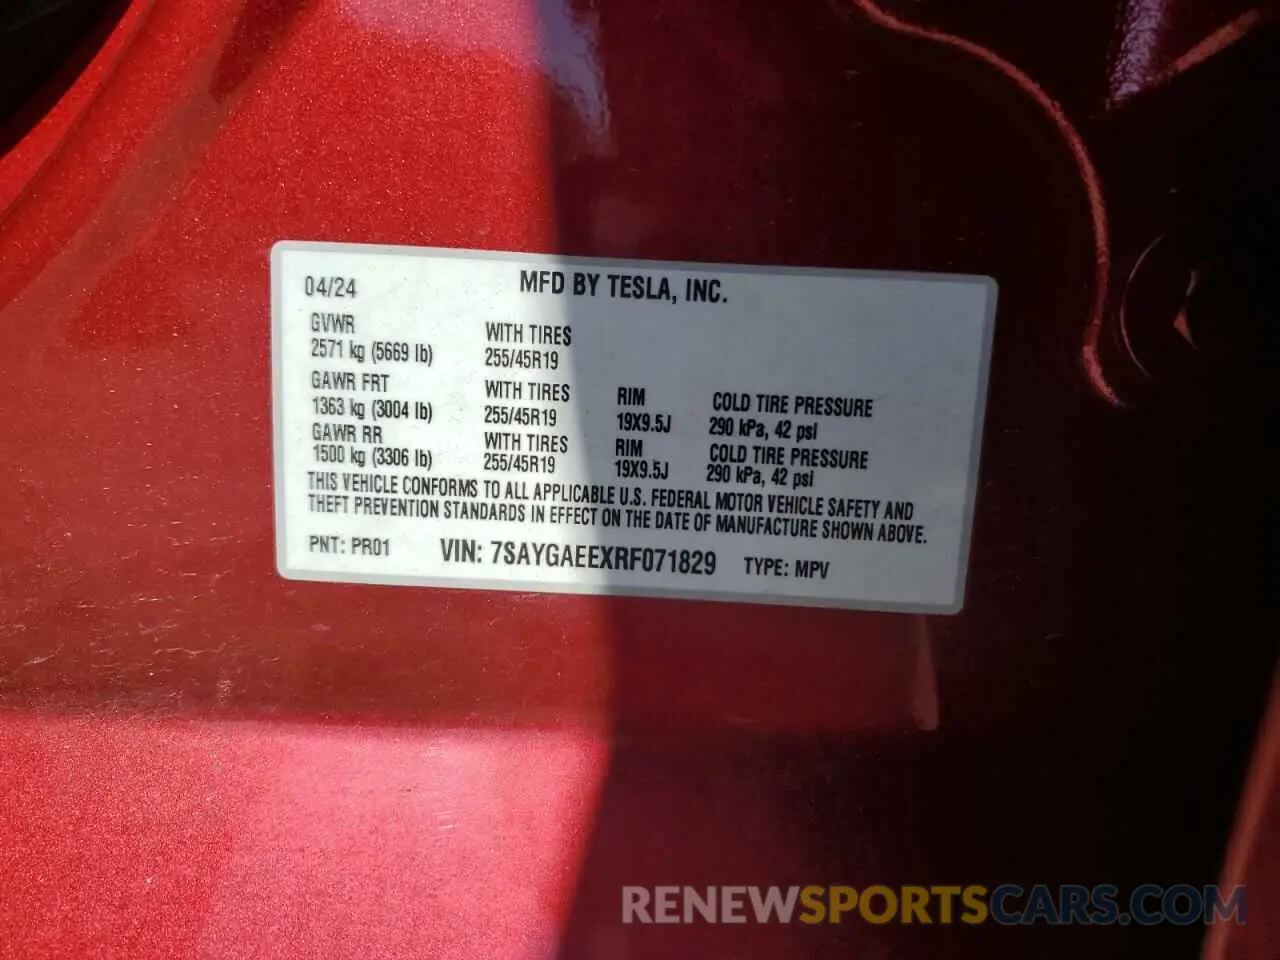 04/24 MFD BY TESLA, INC.
GVWR WITH TIRES
2571 kg (5669 lb) 255/45R19
GAWR FRT WITH TIRES RIM COLD TIRE PRESSURE
1363 kg (3004 lb) 255/45R19 19X9.5J 290 kPa, 42 psi
GAWR RR WITH TIRES RIM COLD TIRE PRESSURE
1500 kg (3306 lb) 255/45R19 19X9.5J 290 kPa, 42 psi
THIS VEHICLE CONFORMS TO ALL APPLICABLE U.S. FEDERAL MOTOR VEHICLE SAFETY AND
THEFT PREVENTION STANDARDS IN EFFECT ON THE DATE OF MANUFACTURE SHOWN ABOVE.
PNT: PR01 VIN: 7SAYGAEEXRF071829 TYPE: MPV
RENEWSPORTSCARS.COM